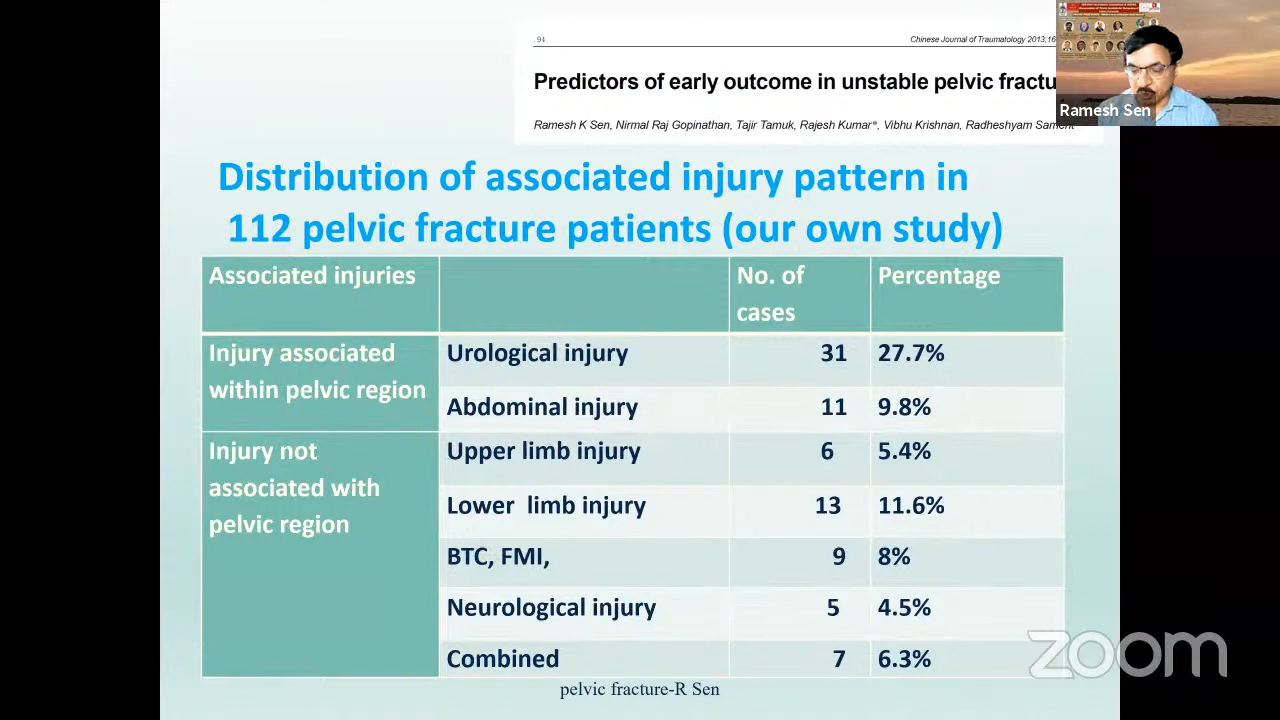 94
Chinese Journal of Traumatology 2013;16
Predictors of early outcome in unstable pelvic fractu
Ramesh K Sen, Nirmal Raj Gopinathan, Tajir Tamuk, Rajesh Kumar*, Vibhu Krishnan, Radheshyam Sament
Ramesh Sen
Distribution of associated injury pattern in
112 pelvic fracture patients (our own study)
Associated injuries No. of cases Percentage
Injury associated within pelvic region Urological injury 31 27.7%
Abdominal injury 11 9.8%
Injury not associated with pelvic region Upper limb injury 6 5.4%
Lower limb injury 13 11.6%
BTC, FMI, 9 8%
Neurological injury 5 4.5%
Combined 7 6.3%
pelvic fracture-R Sen
zoom